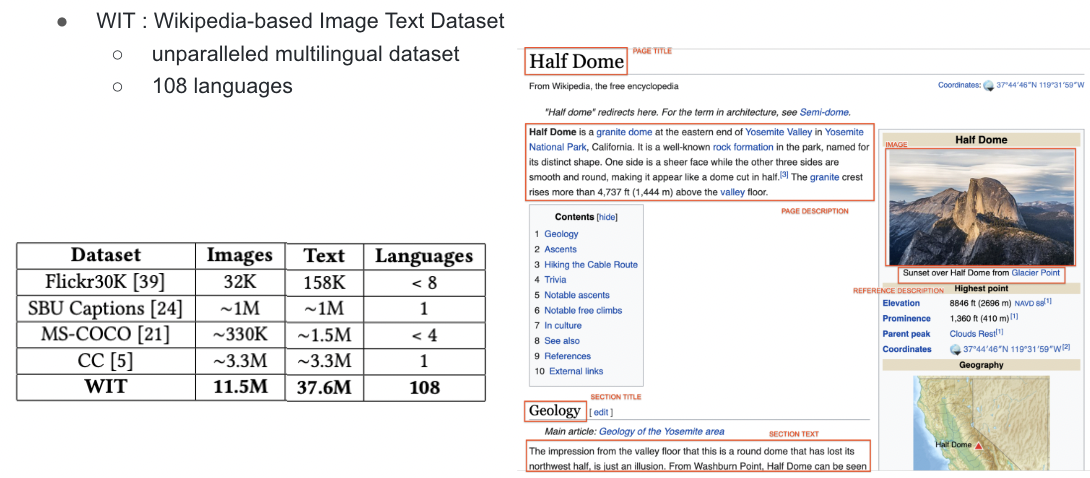 ● WIT : Wikipedia-based Image Text Dataset
○ unparalleled multilingual dataset
○ 108 languages
Dataset Images Text Languages
Flickr30K [39] 32K 158K < 8
SBU Captions [24] ~1M ~1M 1
MS-COCO [21] ~330K ~1.5M < 4
CC [5] ~3.3M ~3.3M 1
WIT 11.5M 37.6M 108
Half Dome PAGE TITLE
From Wikipedia, the free encyclopedia
Coordinates: 37°44′46″N 119°31′59″W
"Half dome" redirects here. For the term in architecture, see Semi-dome.
Half Dome is a granite dome at the eastern end of Yosemite Valley in Yosemite
National Park, California. It is a well-known rock formation in the park, named for
its distinct shape. One side is a sheer face while the other three sides are
smooth and round, making it appear like a dome cut in half.[3] The granite crest
rises more than 4,737 ft (1,444 m) above the valley floor.
PAGE DESCRIPTION
Contents [hide]
1 Geology
2 Ascents
3 Hiking the Cable Route
4 Trivia
5 Notable ascents
6 Notable free climbs
7 In culture
8 See also
9 References
10 External links
SECTION TITLE
Geology [ edit ]
Main article: Geology of the Yosemite area
SECTION TEXT
The impression from the valley floor that this is a round dome that has lost its
northwest half, is just an illusion. From Washburn Point, Half Dome can be seen
Half Dome
IMAGE
Sunset over Half Dome from Glacier Point
REFERENCE DESCRIPTION
Highest point
Elevation 8846 ft (2696 m) NAVD 88[1]
Prominence 1,360 ft (410 m)[1]
Parent peak Clouds Rest[1]
Coordinates 37°44′46″N 119°31′59″W[2]
Geography
Half Dome